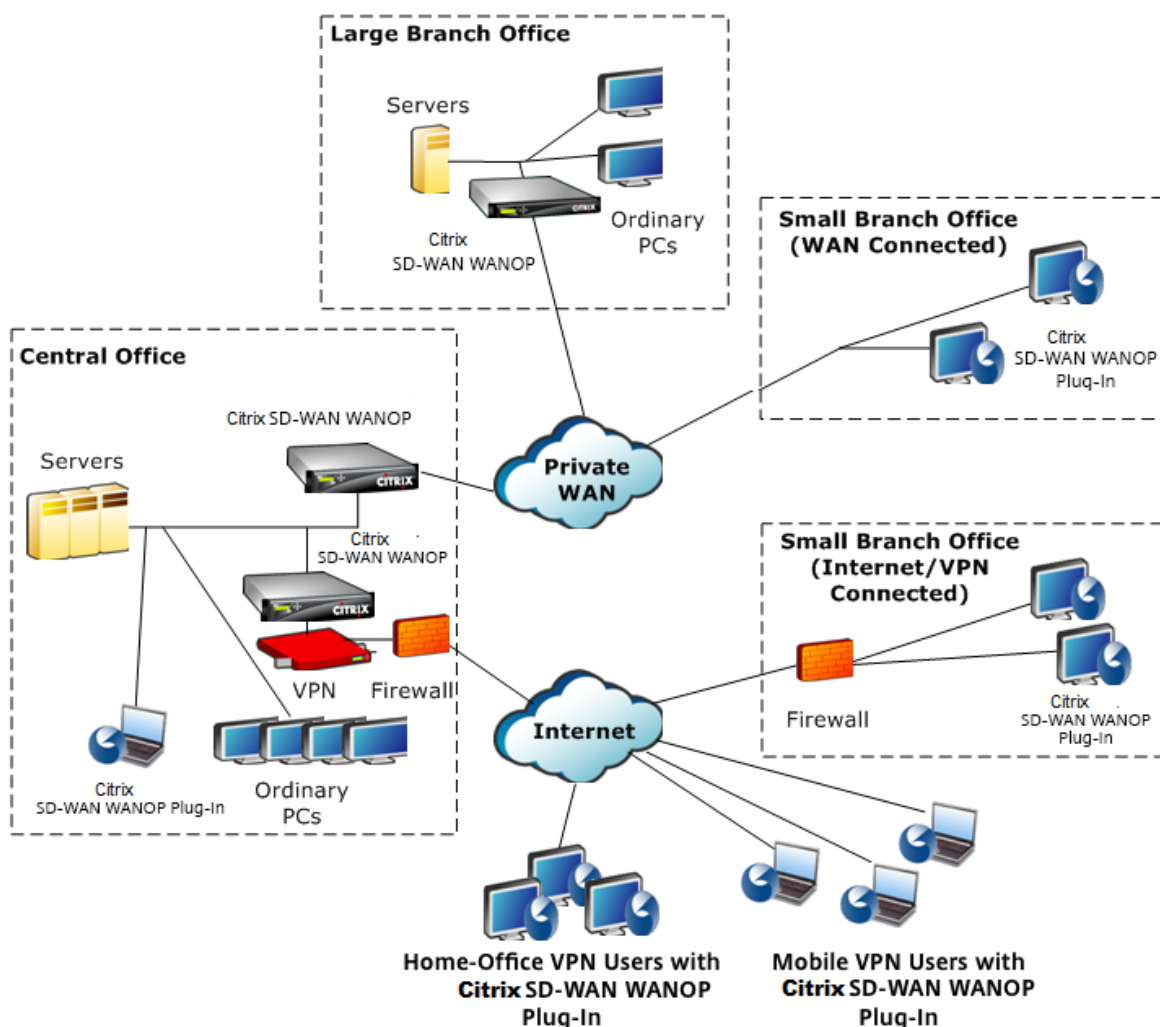 Large Branch Office
Servers
CITRIX
Ordinary
PCs
Citrix
SD-WAN WANOP
Small Branch Office
(WAN Connected)
Citrix
SD-WAN WANOP
Plug-In
Central Office
Citrix SD-WAN WANOP
Servers
CITRIX
Citrix
SD-WAN WANOP
CITRIX
VPN
Firewall
Citrix
SD-WAN WANOP Plug-In
Ordinary
PCs
Private
WAN
Small Branch Office
(Internet/VPN
Connected)
Firewall
Citrix
SD-WAN WANOP
Plug-In
Internet
Home-Office VPN Users with
Citrix SD-WAN WANOP
Plug-In
Mobile VPN Users with
Citrix SD-WAN WANOP
Plug-In